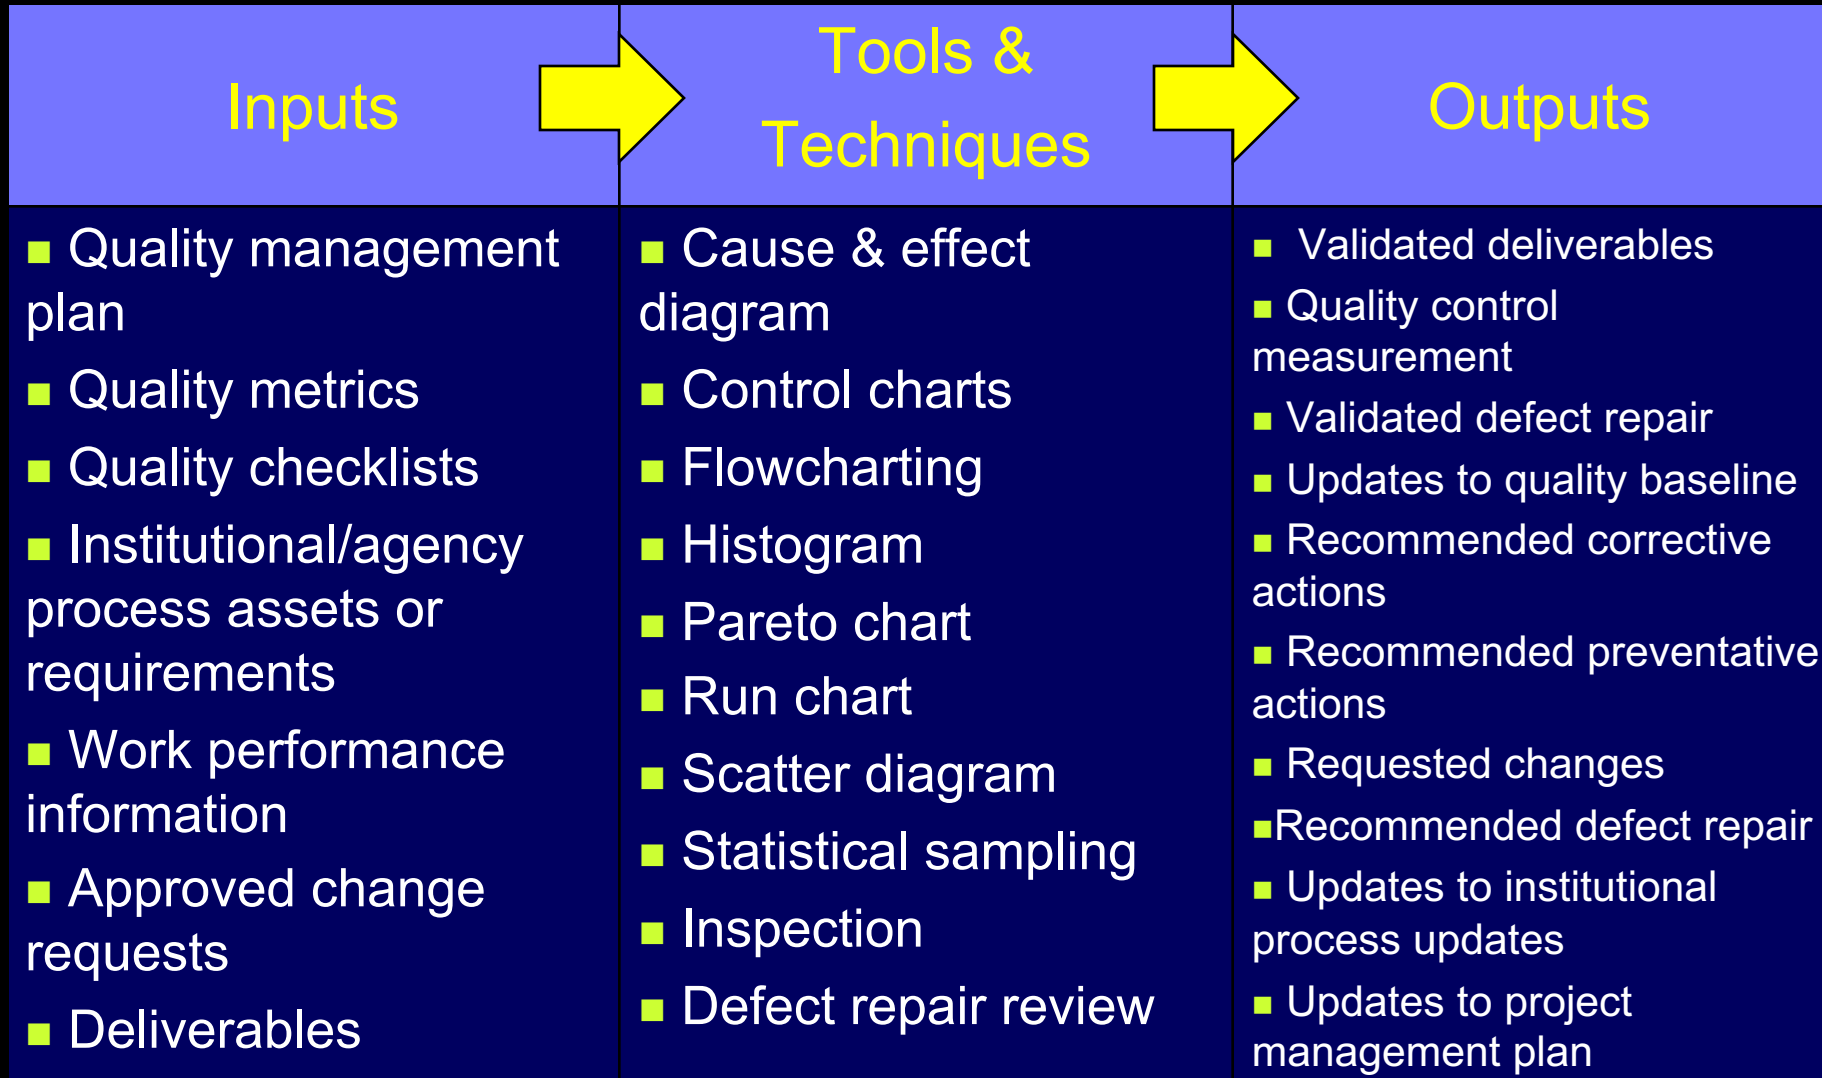 Inputs
Tools &
Techniques
Outputs
■ Quality management
plan
■ Quality metrics
■ Quality checklists
■ Institutional/agency
process assets or
requirements
■ Work performance
information
■ Approved change
requests
■ Deliverables
■ Cause & effect
diagram
■ Control charts
■ Flowcharting
■ Histogram
■ Pareto chart
■ Run chart
■ Scatter diagram
■ Statistical sampling
■ Inspection
■ Defect repair review
■ Validated deliverables
■ Quality control
measurement
■ Validated defect repair
■ Updates to quality baseline
■ Recommended corrective
actions
■ Recommended preventative
actions
■ Requested changes
■Recommended defect repair
■ Updates to institutional
process updates
■ Updates to project
management plan